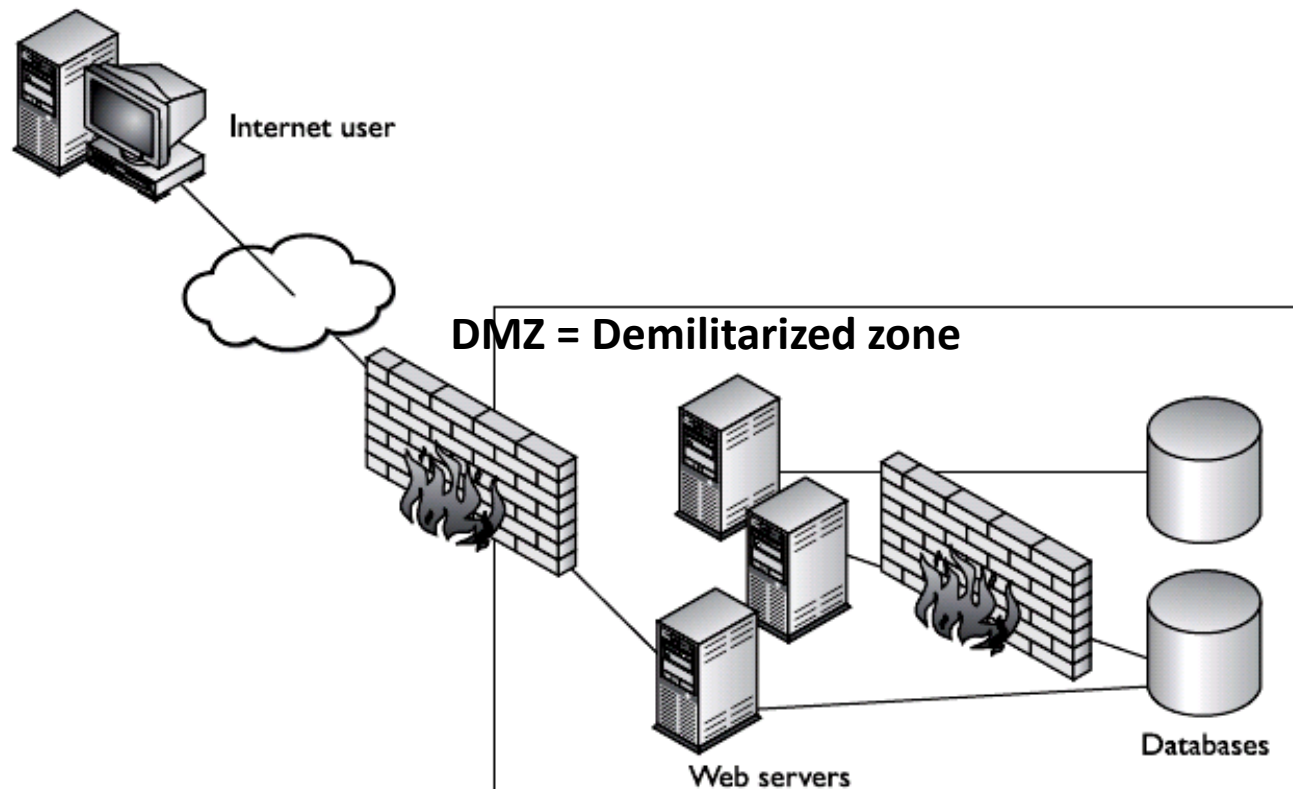 Internet user
DMZ = Demilitarized zone
Databases
Web servers